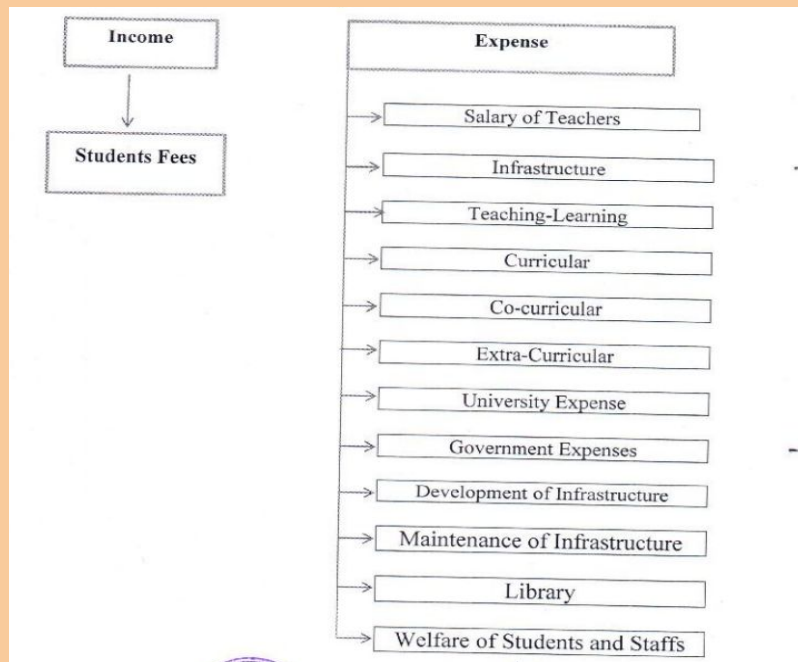 Income
Students Fees
Expense
Salary of Teachers
Infrastructure
Teaching-Learning
Curricular
Co-curricular
Extra-Curricular
University Expense
Government Expenses
Development of Infrastructure
Maintenance of Infrastructure
Library
Welfare of Students and Staffs